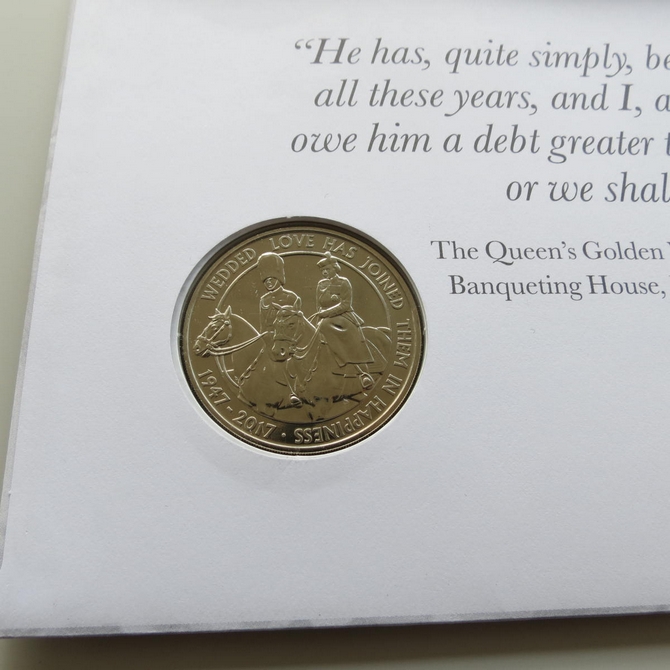 “He has, quite simply, be
all these years, and I, a
owe him a debt greater t
or we shal
The Queen’s Golden
Banqueting House,
WEDDED LOVE HAS JOINED THEM IN HAPPINESS ·
1947 - 2017